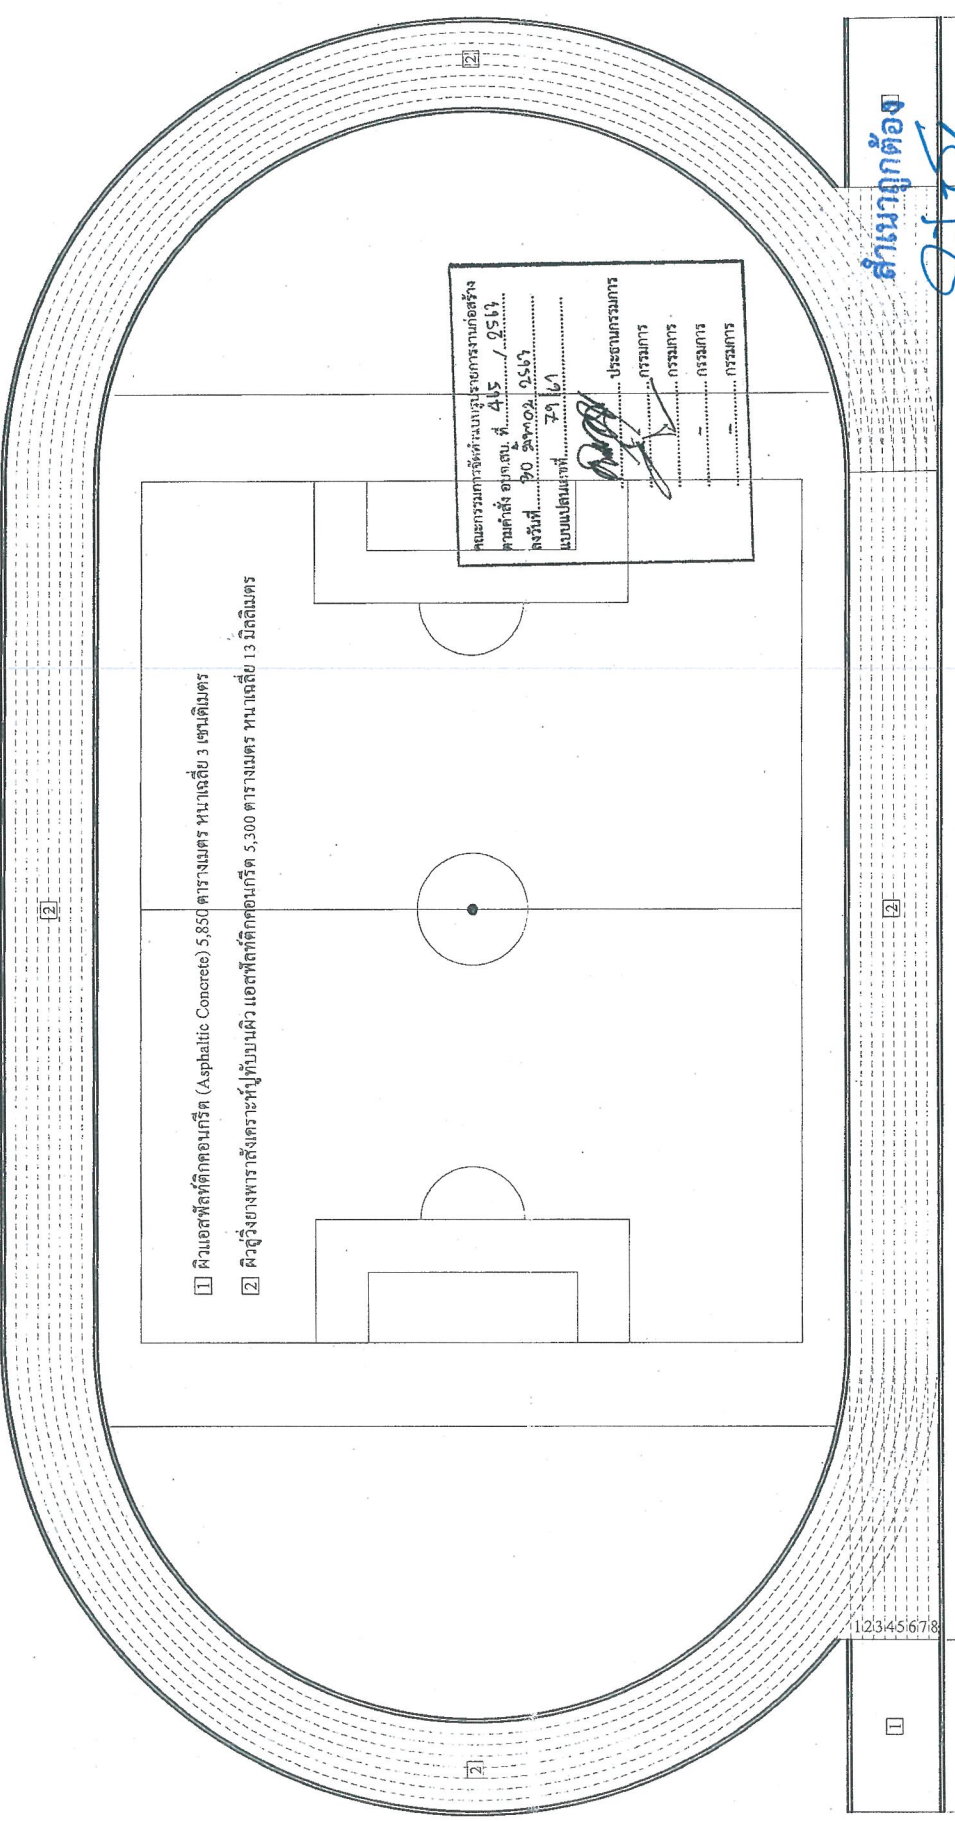 [1] ผิวแอสฟัลท์ติกคอนกรีต (Asphaltic Concrete) 5,850 ตารางเมตร หนาเฉลี่ย 3 เซนติเมตร
[2] ผิวลู่วิ่งยางพาราสังเคราะห์ปูทับบนผิว แอสฟัลท์ติกคอนกรีต 5,300 ตารางเมตร หนาเฉลี่ย 13 มิลลิเมตร
คณะกรรมการจัดทำแบบรูปรายการงานก่อสร้าง
ตามคำสั่ง อบจ.สบ. ที่ 415 / 2567
ลงวันที่ 30 2567
แบบแปลนเลขที่ 79/67
ประธานกรรมการ
กรรมการ
กรรมการ
- กรรมการ
- กรรมการ
สำเนาถูกต้อง
2
2
2
2
1
1 2 3 4 5 6 7 8